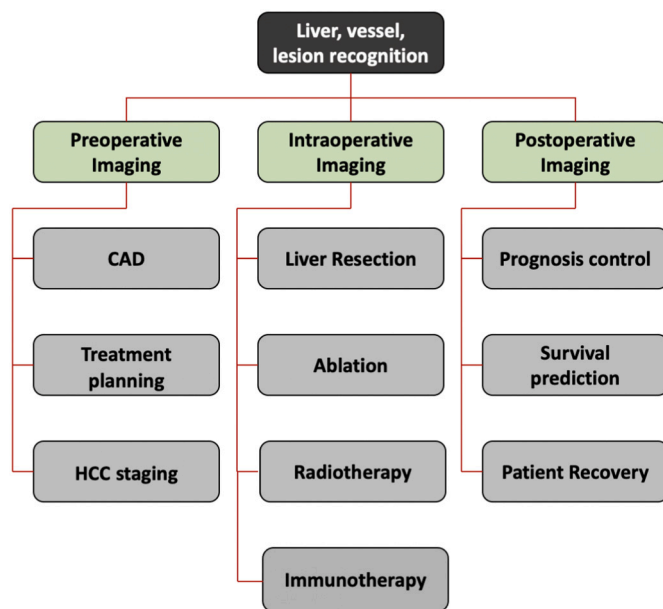 Liver, vessel,
lesion recognition
Preoperative
Imaging
Intraoperative
Imaging
Postoperative
Imaging
CAD
Liver Resection
Prognosis control
Treatment
planning
Ablation
Survival
prediction
HCC staging
Radiotherapy
Patient Recovery
Immunotherapy